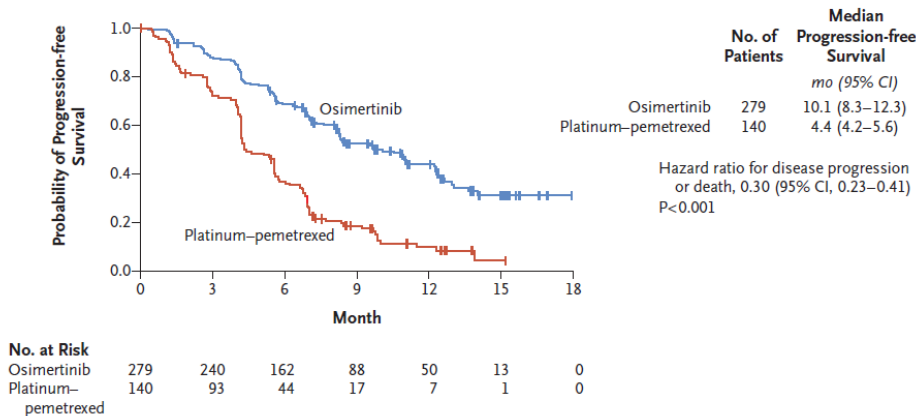 Probability of Progression-free
Survival
1.0
0.8
0.6
0.4
0.2
0.0
0 3 6 9 12 15 18
Month
Osimertinib
Platinum–pemetrexed
No. of
Patients
Median
Progression-free
Survival
mo (95% CI)
Osimertinib 279 10.1 (8.3–12.3)
Platinum–pemetrexed 140 4.4 (4.2–5.6)
Hazard ratio for disease progression
or death, 0.30 (95% CI, 0.23–0.41)
P<0.001
No. at Risk
Osimertinib 279 240 162 88 50 13 0
Platinum– 140 93 44 17 7 1 0
pemetrexed